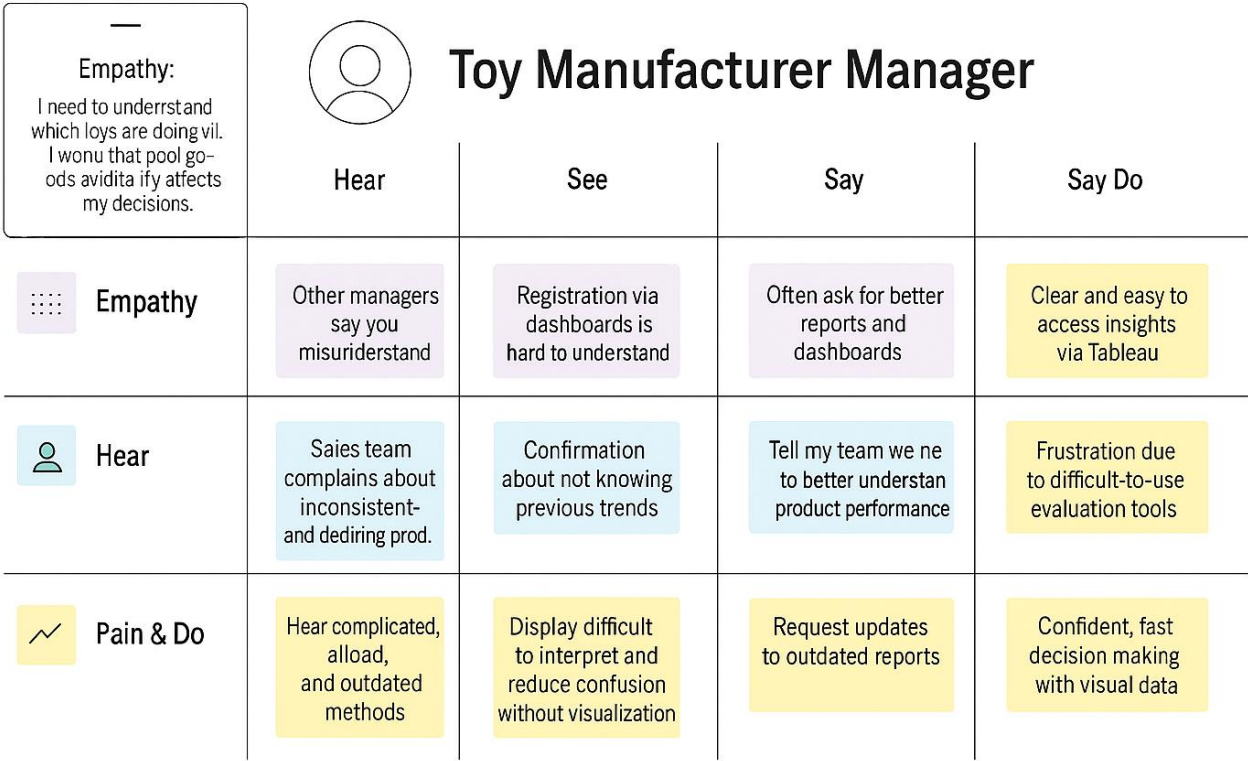 Empathy:
I need to underrstand
which loys are doing vil.
I wonu that pool go-
ods avidita ify atfects
my decisions.
Toy Manufacturer Manager
Hear
See
Say
Say Do
Empathy
Other managers
say you
misuriderstand
Registration via
dashboards is
hard to understand
Often ask for better
reports and
dashboards
Clear and easy to
access insights
via Tableau
Hear
Saies team
complains about
inconsistent-
and dediring prod.
Confirmation
about not knowing
previous trends
Tell my team we ne
to better understan
product performance
Frustration due
to difficult-to-use
evaluation tools
Pain & Do
Hear complicated,
alload,
and outdated
methods
Display difficult
to interpret and
reduce confusion
without visualization
Request updates
to outdated reports
Confident, fast
decision making
with visual data